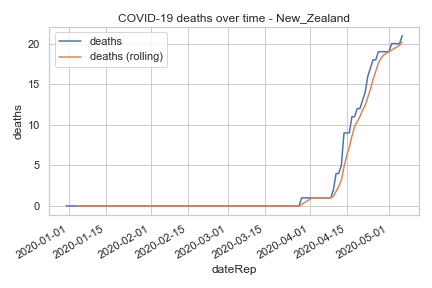 COVID-19 deaths over time - New_Zealand
deaths
deaths (rolling)
deaths
20
15
10
5
0
2020-01-01
2020-01-15
2020-02-01
2020-02-15
2020-03-01
2020-03-15
2020-04-01
2020-04-15
2020-05-01
dateRep